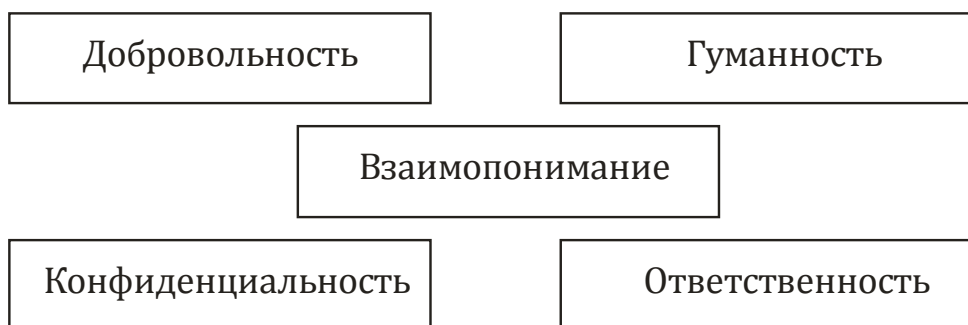 Добровольность
Гуманность
Взаимопонимание
Конфиденциальность
Ответственность